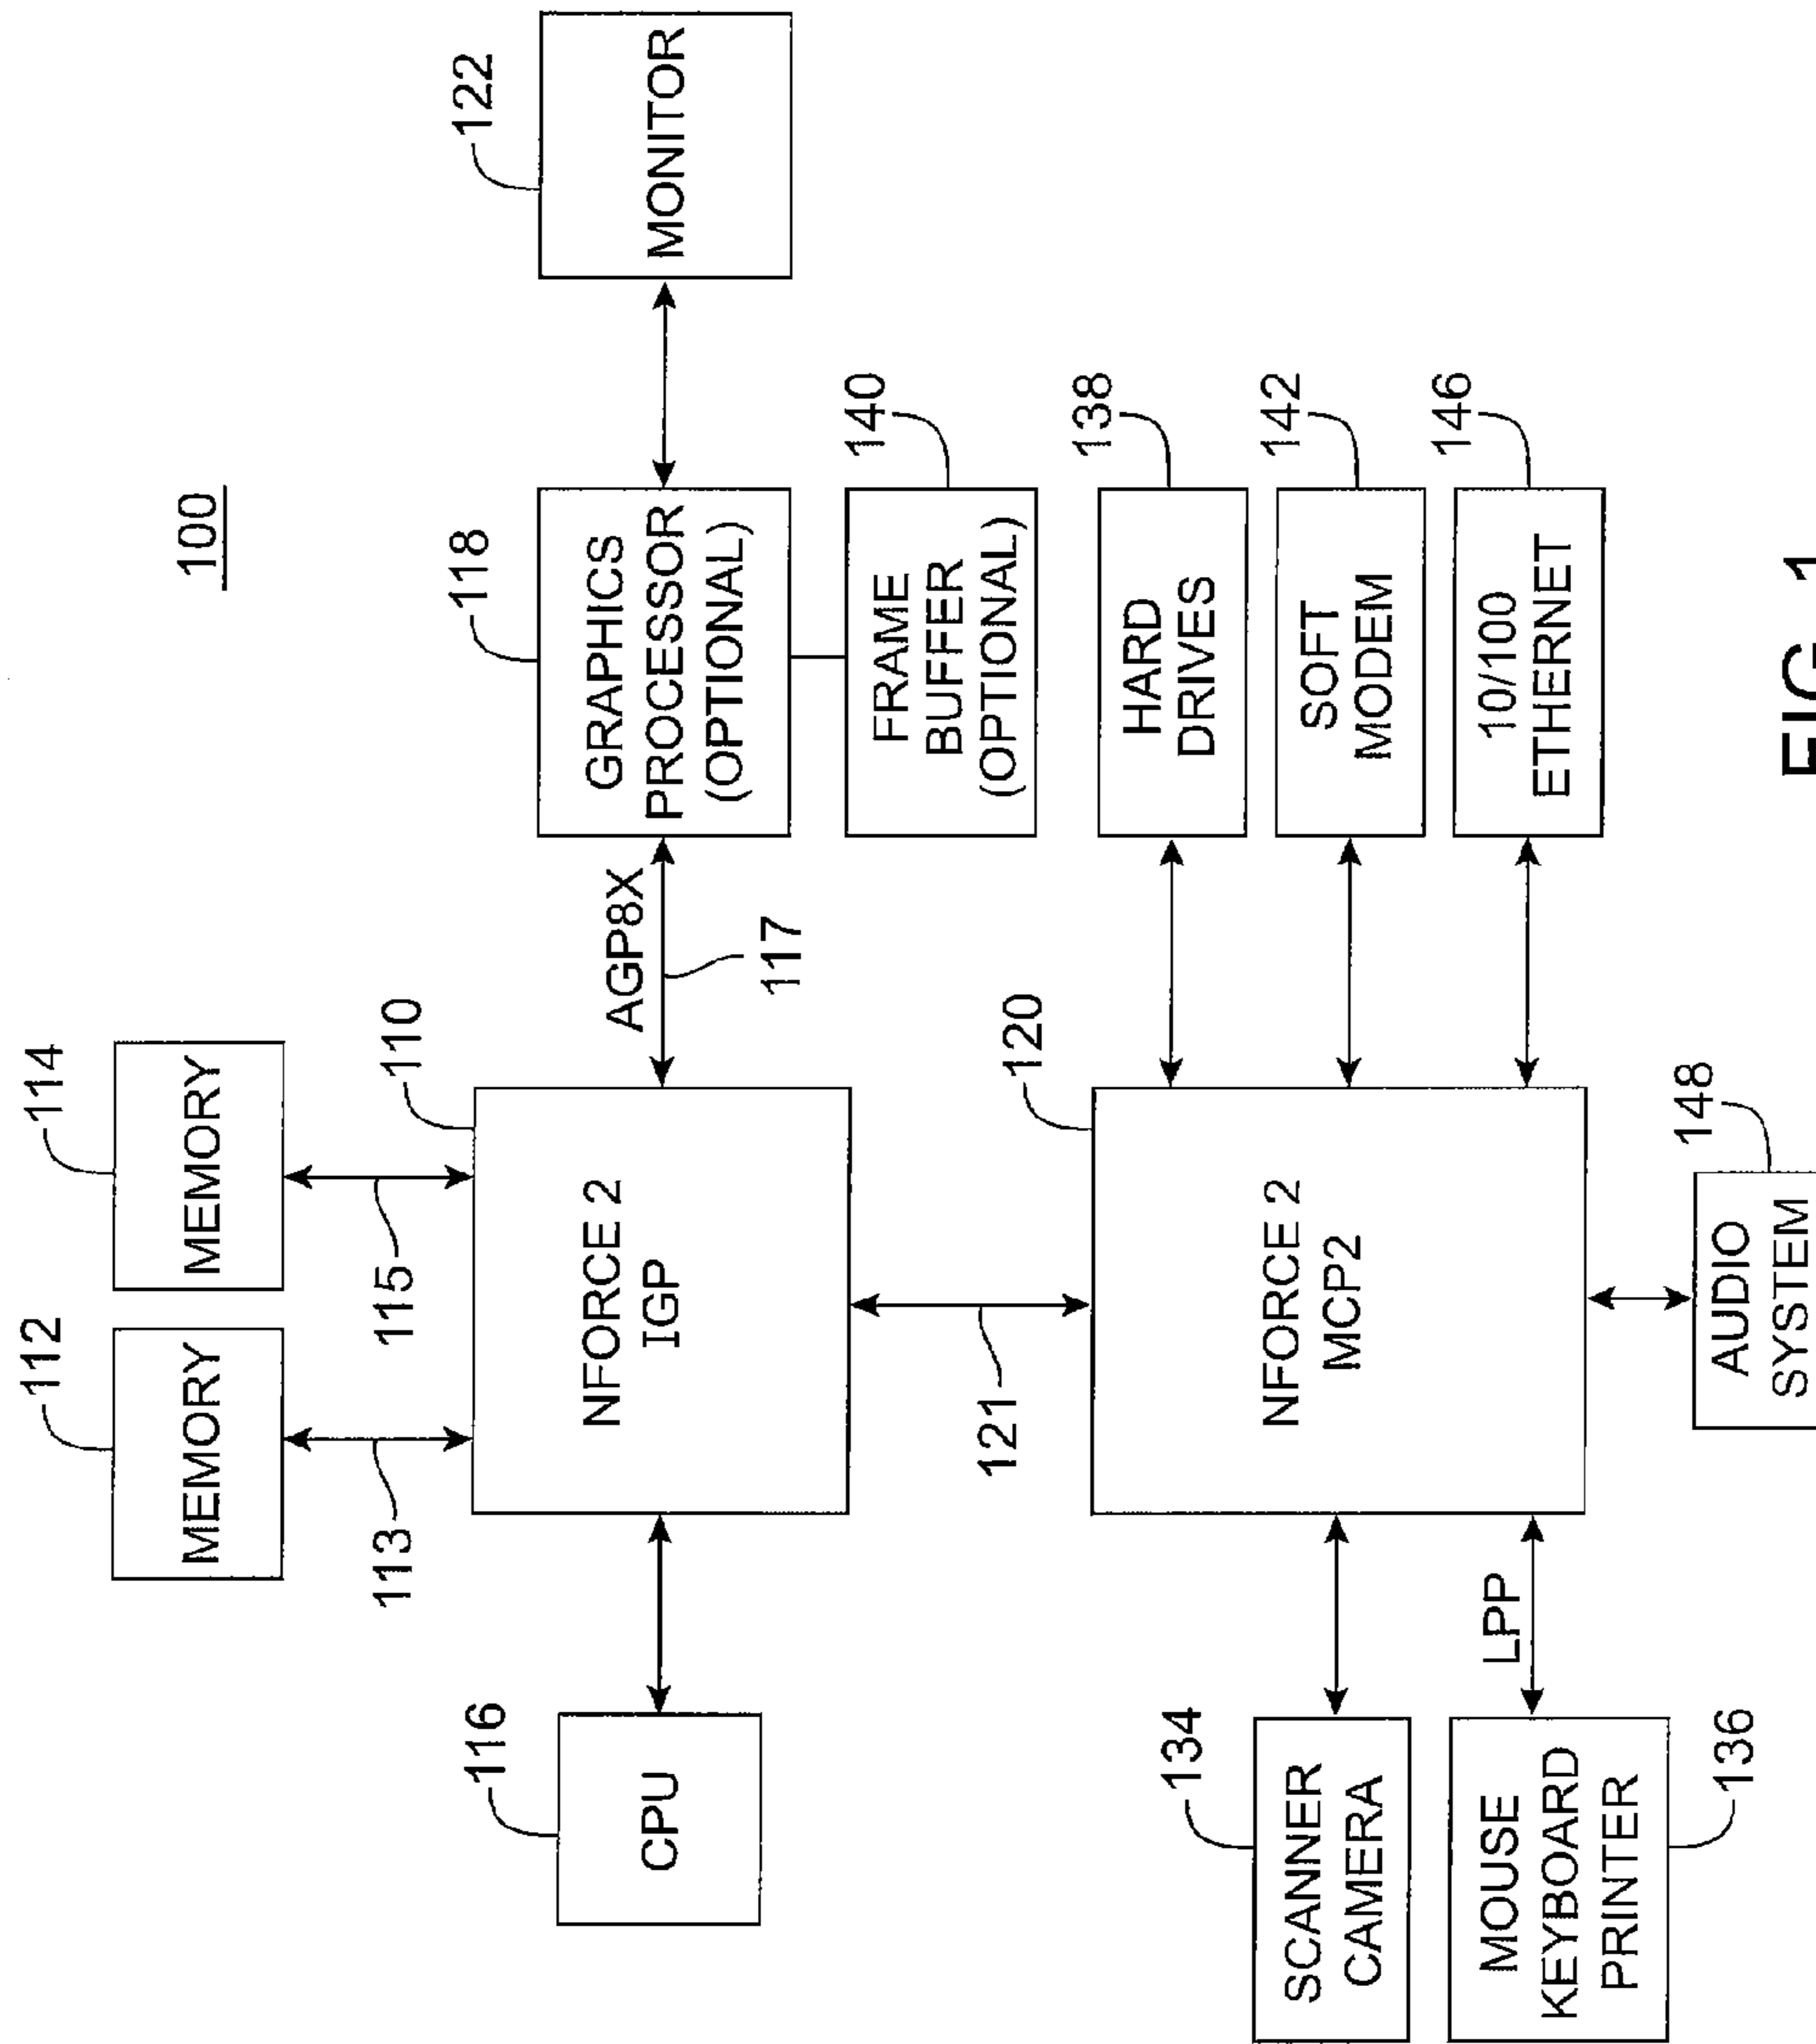 100
112
114
MEMORY
MEMORY
113
115
110
116
CPU
NFORCE 2
IGP
AGP8X
117
118
GRAPHICS
PROCESSOR
(OPTIONAL)
122
MONITOR
140
FRAME
BUFFER
(OPTIONAL)
121
120
NFORCE 2
MCP2
138
HARD
DRIVES
142
SOFT
MODEM
146
10/100
ETHERNET
134
SCANNER
CAMERA
LPP
MOUSE
KEYBOARD
PRINTER
136
148
AUDIO
SYSTEM
FIG. 1